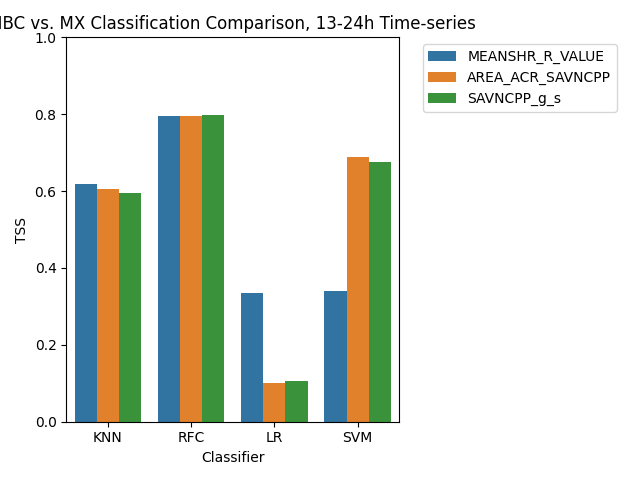 BC vs. MX Classification Comparison, 13-24h Time-series
MEANSHR_R_VALUE
AREA_ACR_SAVNCPP
SAVNCPP_g_s
TSS
1.0
0.8
0.6
0.4
0.2
0.0
KNN RFC LR SVM
Classifier